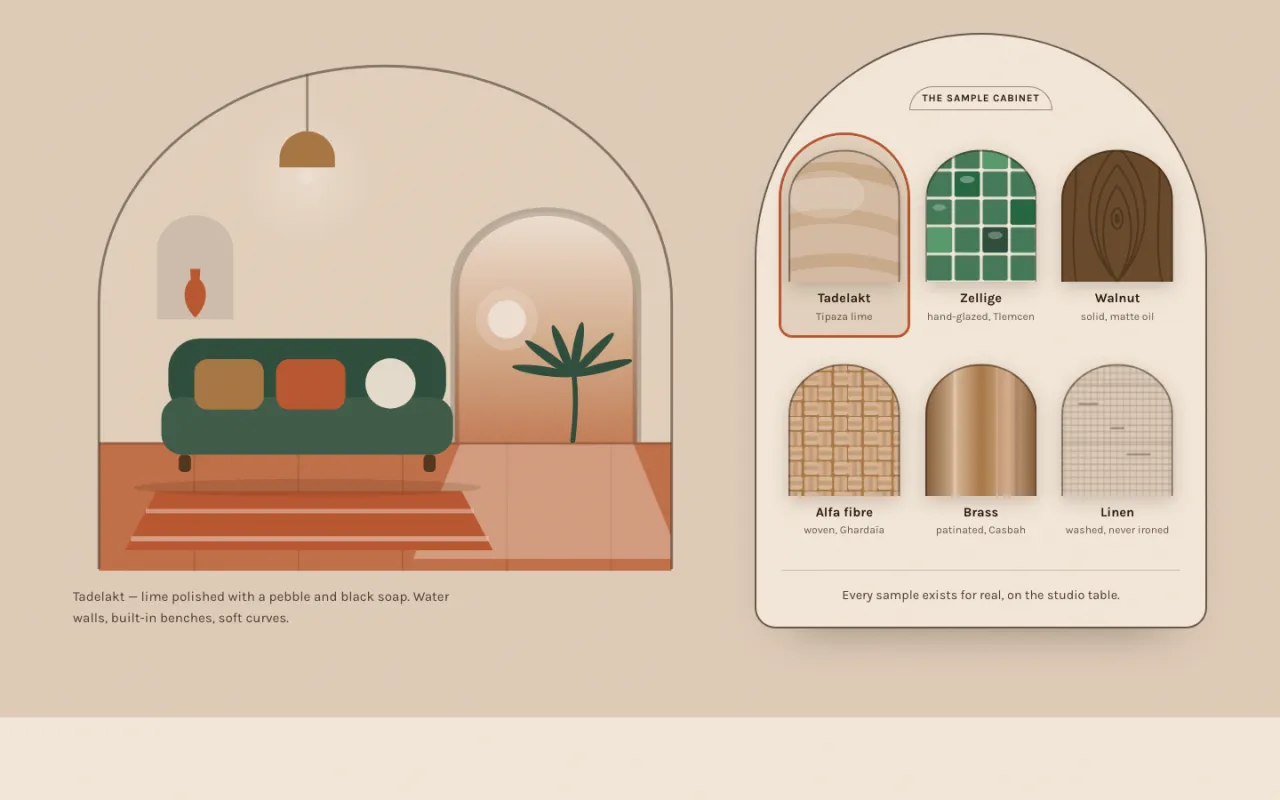 THE SAMPLE CABINET
Tadelakt
Tipaza lime
Zellige
hand-glazed, Tlemcen
Walnut
solid, matte oil
Alfa fibre
woven, Ghardaïa
Brass
patinated, Casbah
Linen
washed, never ironed
Every sample exists for real, on the studio table.
Tadelakt — lime polished with a pebble and black soap. Water
walls, built-in benches, soft curves.